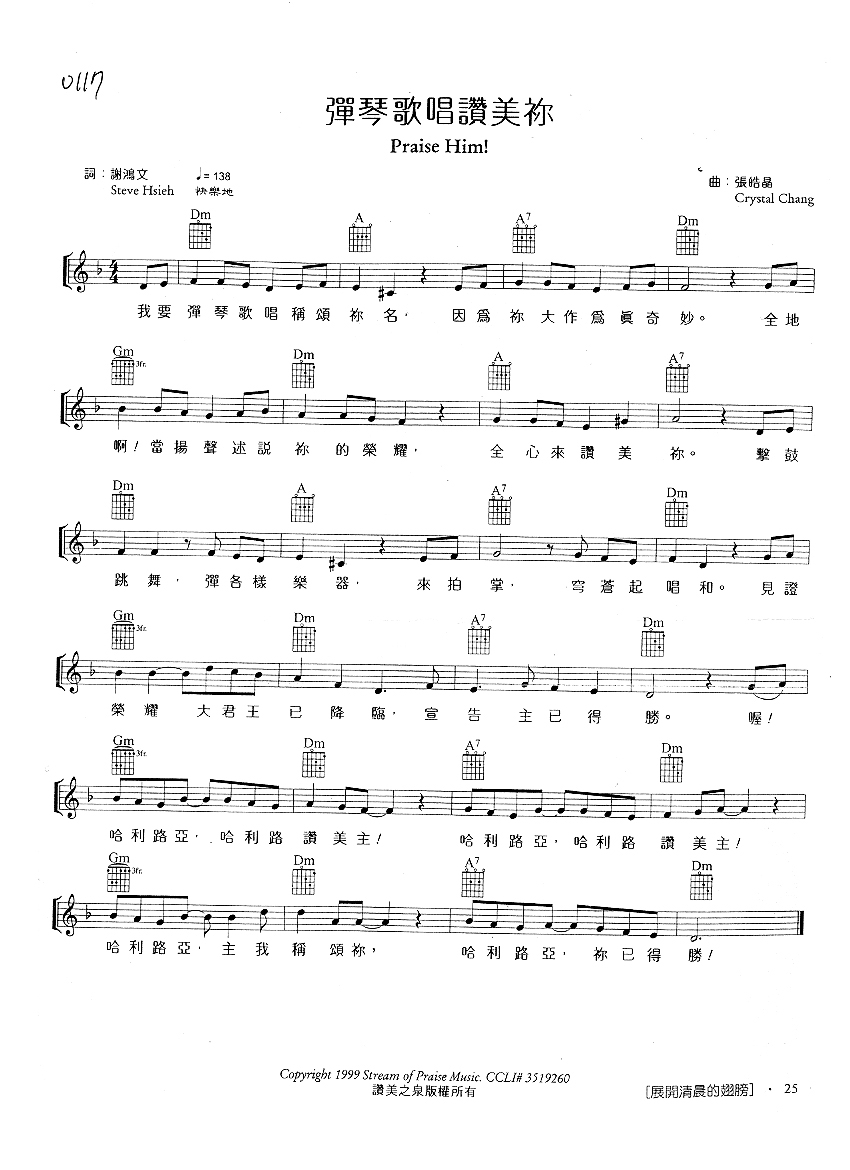 0117
彈琴歌唱讚美祢
Praise Him!
詞：謝鴻文 ♩= 138 曲：張皓晶
Steve Hsieh 快樂地 Crystal Chang
Dm A A7 Dm
4/4
我要 彈琴歌唱稱頌祢名， 因為祢大作為眞奇妙。 全地
Gm 3fr. Dm A A7
啊！當揚聲述說 祢的榮耀， 全心來讚美祢。 擊鼓
Dm A A7 Dm
跳舞，彈各樣樂器， 來拍掌，穹蒼起唱和。見證
Gm 3fr. Dm A7 Dm
榮耀 大君王已降臨，宣告主已得勝。 喔！
Gm 3fr. Dm A7 Dm
哈利路亞，哈利路讚美主！ 哈利路亞，哈利路讚美主！
Gm 3fr. Dm A7 Dm
哈利路亞，主我稱頌祢， 哈利路亞，祢已得勝！
Copyright 1999 Stream of Praise Music. CCLI# 3519260
讚美之泉版權所有
[展開清晨的翅膀] · 25